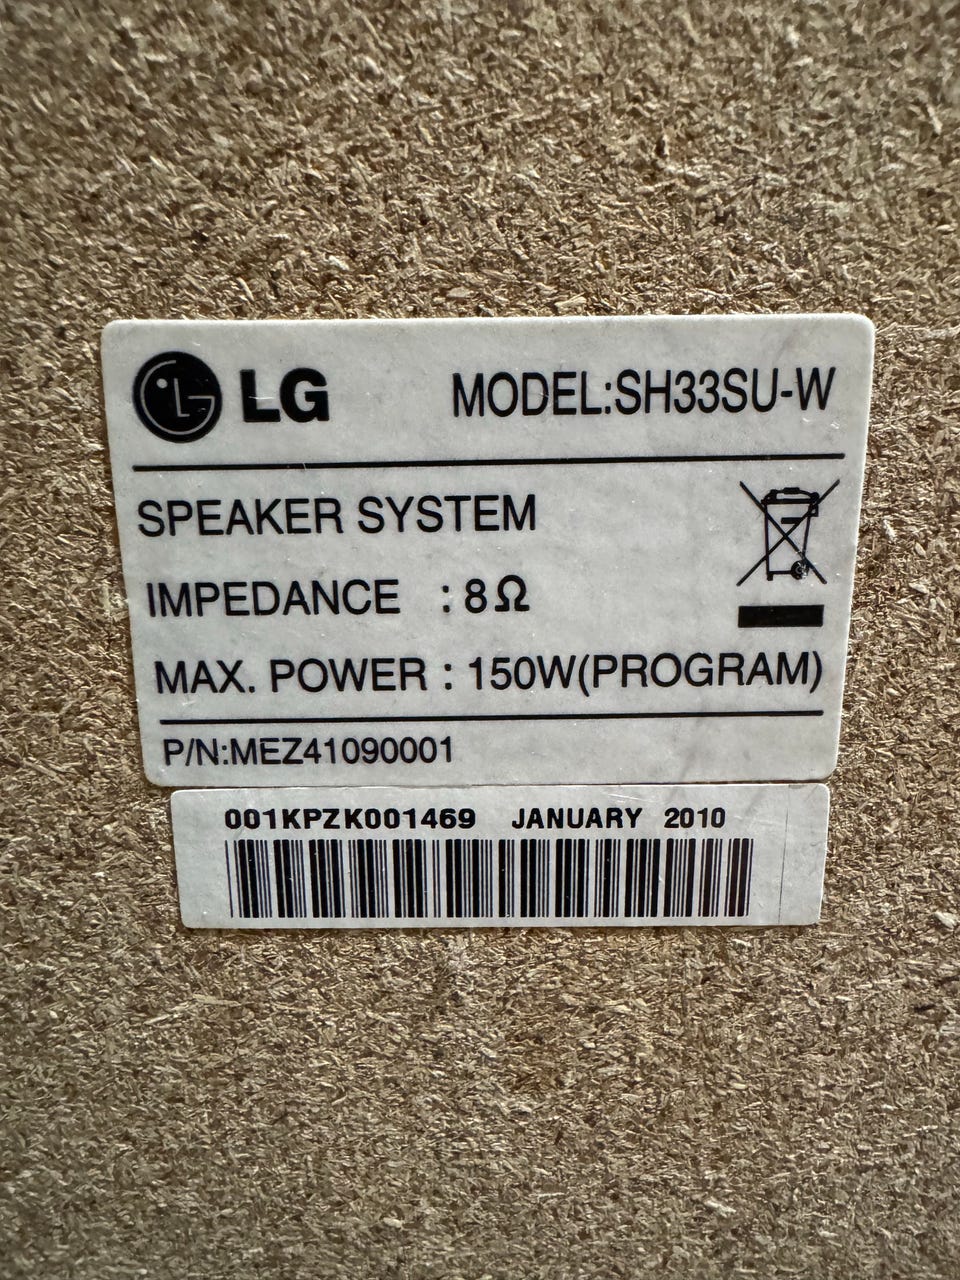 LG MODEL:SH33SU-W
SPEAKER SYSTEM
IMPEDANCE : 8Ω
MAX. POWER : 150W(PROGRAM)
P/N:MEZ41090001
001KPZK001469 JANUARY 2010